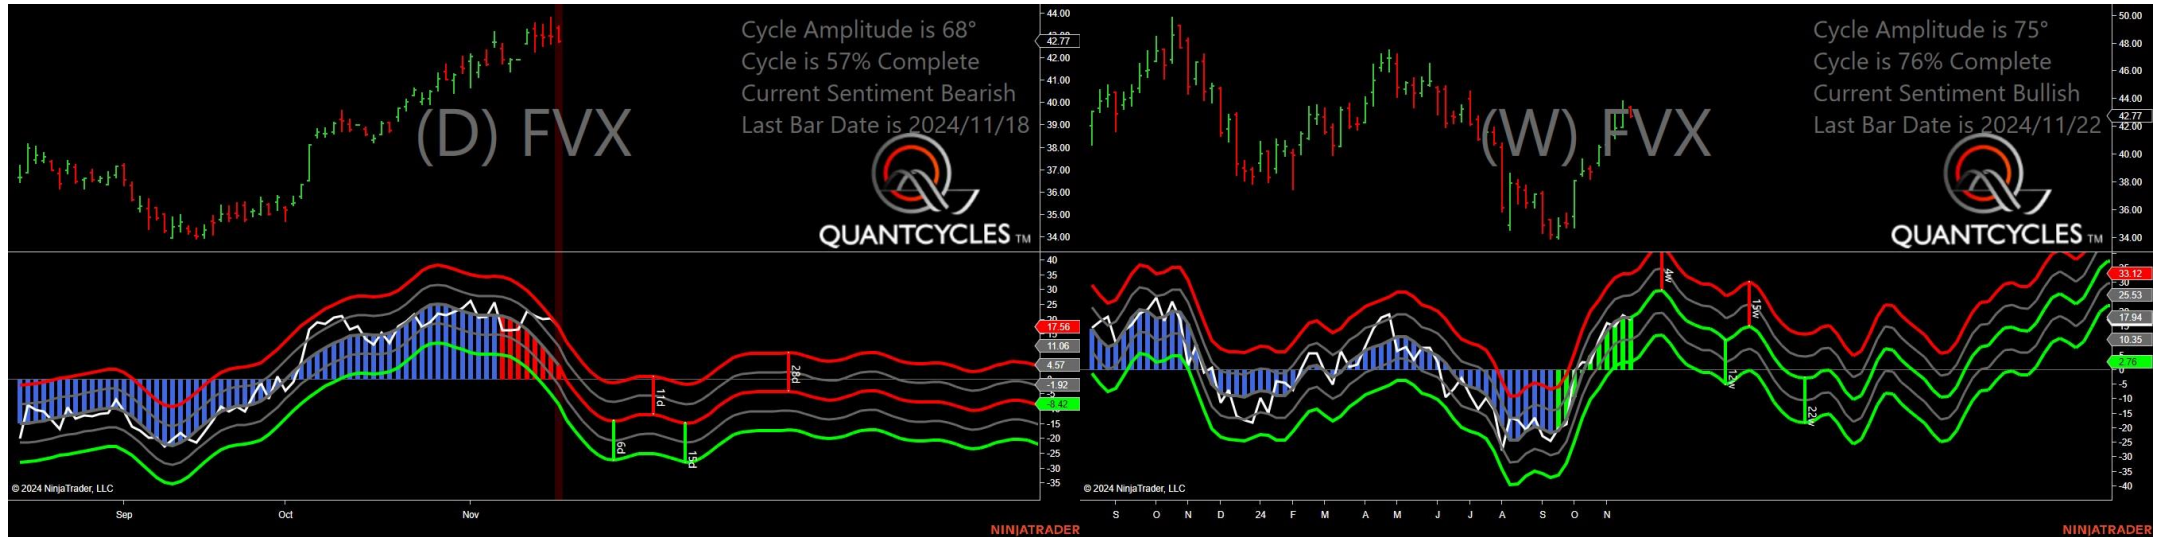 Cycle Amplitude is 68°
Cycle is 57% Complete
Current Sentiment Bearish
Last Bar Date is 2024/11/18
(D) FVX
QUANTCYCLES TM
44.00
42.77
42.00
41.00
40.00
39.00
38.00
37.00
36.00
35.00
34.00
40
35
30
25
17.56
11.06
4.57
-1.92
-8.42
-15
-20
-25
-30
-35
6d
11d
15d
28d
© 2024 NinjaTrader, LLC
Sep Oct Nov
NINJATRADER
Cycle Amplitude is 75°
Cycle is 76% Complete
Current Sentiment Bullish
Last Bar Date is 2024/11/22
(W) FVX
QUANTCYCLES TM
50.00
48.00
46.00
44.00
42.77
42.00
40.00
38.00
36.00
34.00
33.12
30
25.53
17.94
10.35
2.76
-5
-10
-15
-20
-25
-30
-35
-40
4w
15w
12w
22w
© 2024 NinjaTrader, LLC
S O N D 24 F M A M J J A S O N
NINJATRADER